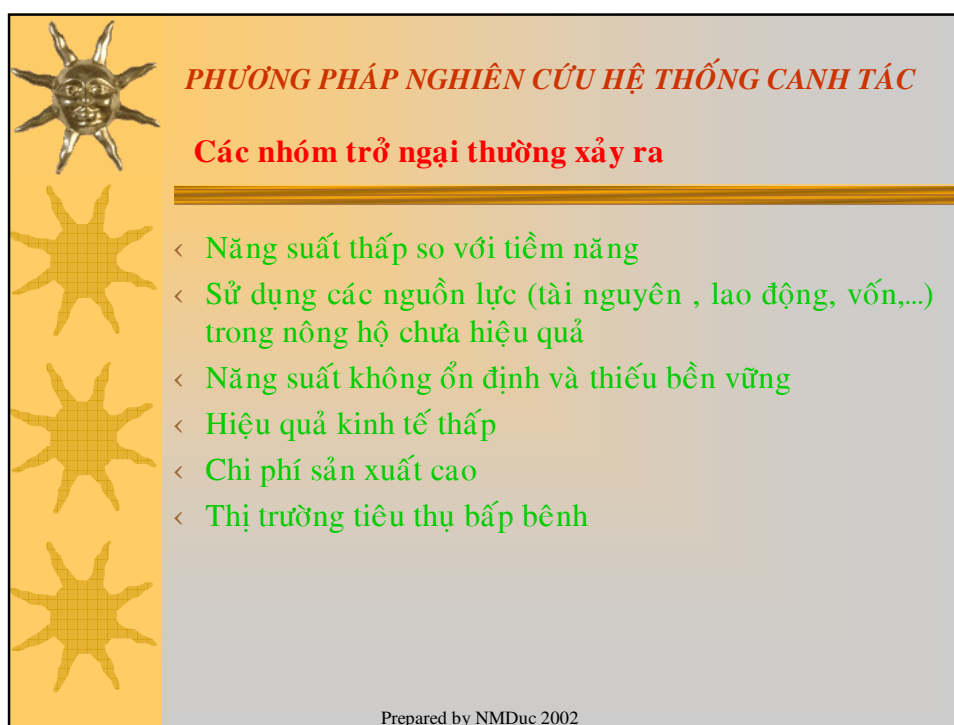 PHƯƠNG PHÁP NGHIÊN CỨU HỆ THỐNG CANH TÁC
Các nhóm trở ngại thường xảy ra
‹ Năng suất thấp so với tiềm năng
‹ Sử dụng các nguồn lực (tài nguyên , lao động, vốn,...)
trong nông hộ chưa hiệu quả
‹ Năng suất không ổn định và thiếu bền vững
‹ Hiệu quả kinh tế thấp
‹ Chi phí sản xuất cao
‹ Thị trường tiêu thụ bấp bênh
Prepared by NMDuc 2002